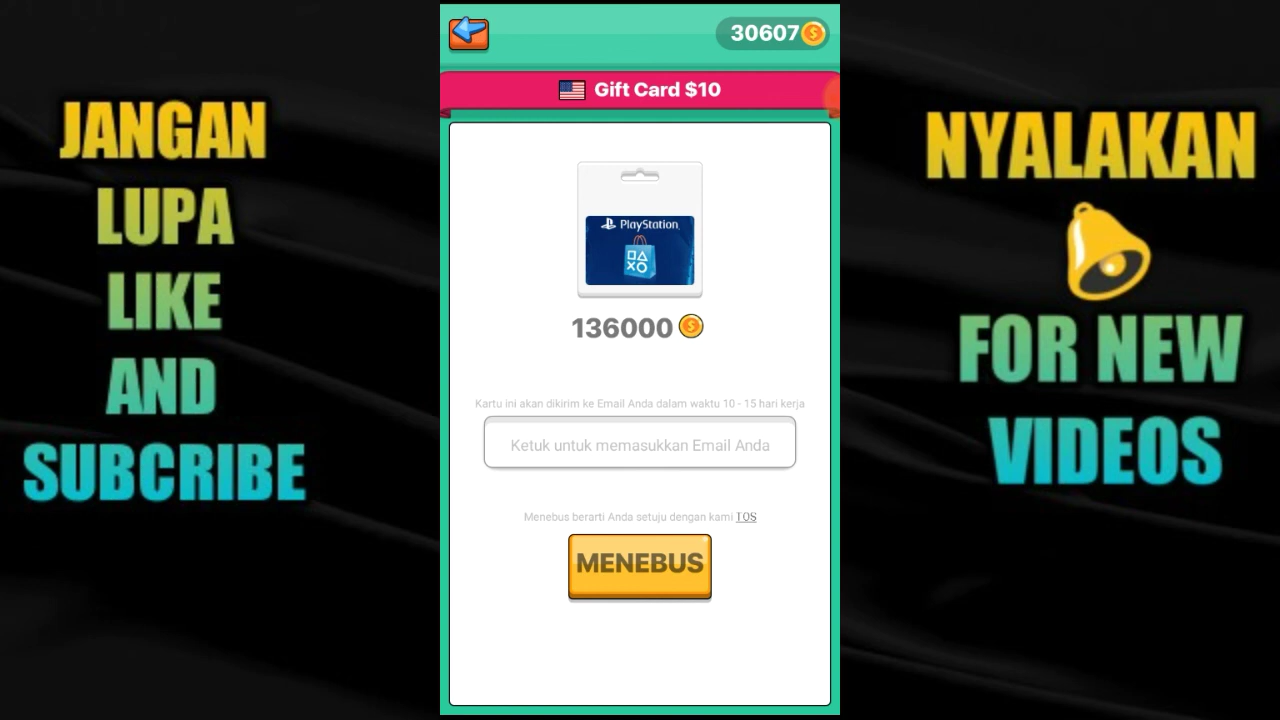 JANGAN
LUPA
LIKE
AND
SUBCRIBE
30607
Gift Card $10
PlayStation
136000
Kartu ini akan dikirim ke Email Anda dalam waktu 10 - 15 hari kerja
Ketuk untuk memasukkan Email Anda
Menebus berarti Anda setuju dengan kami TOS
MENEBUS
NYALAKAN
FOR NEW
VIDEOS